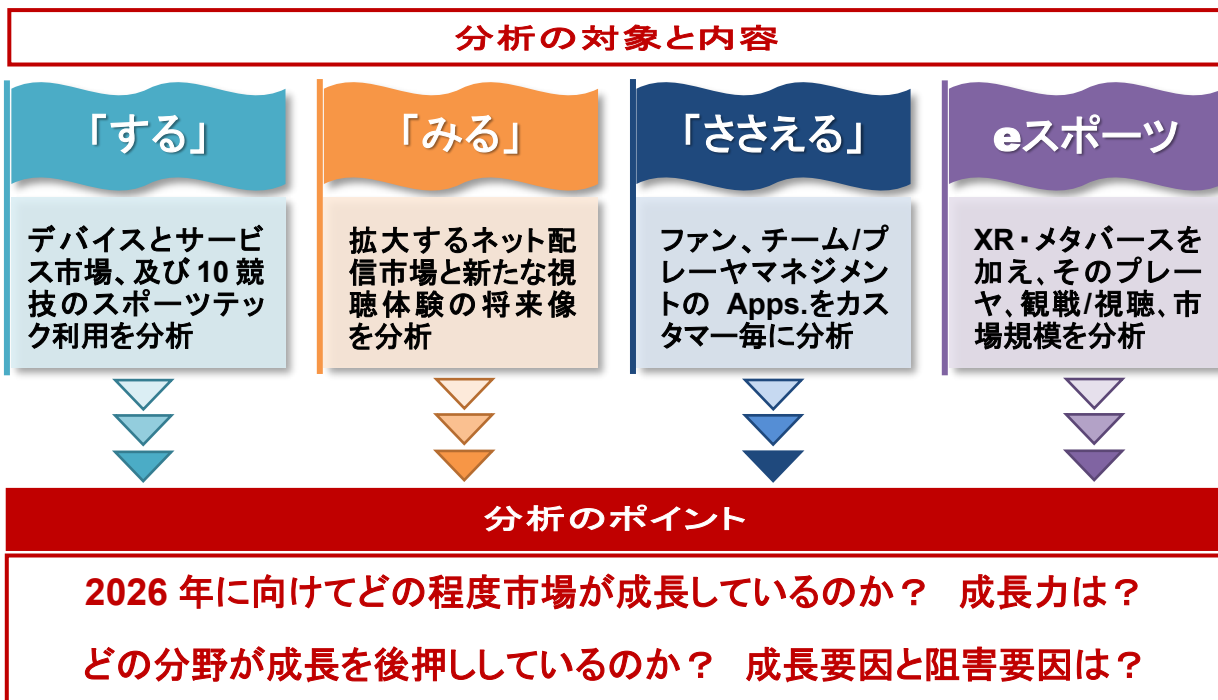 分析の対象と内容
「する」
デバイスとサービ
ス市場、及び 10 競
技のスポーツテッ
ク利用を分析
「みる」
拡大するネット配
信市場と新たな視
聴体験の将来像
を分析
「ささえる」
ファン、チーム/プ
レーヤマネジメン
トの Apps.をカス
タマー毎に分析
eスポーツ
XR・メタバースを
加え、そのプレー
ヤ、観戦/視聴、市
場規模を分析
分析のポイント
2026 年に向けてどの程度市場が成長しているのか？ 成長力は？
どの分野が成長を後押ししているのか？ 成長要因と阻害要因は？